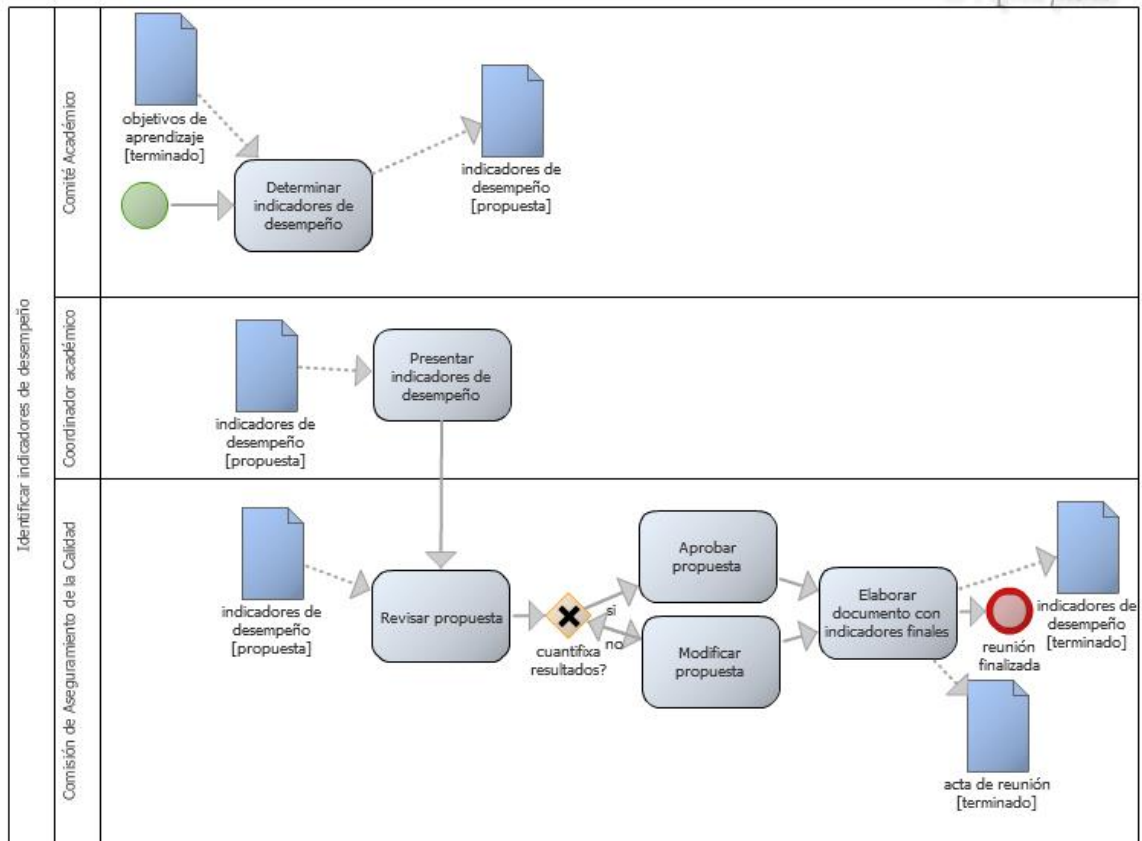 Identificar indicadores de desempeño
Comité Académico
objetivos de
aprendizaje
[terminado]
Determinar
indicadores de
desempeño
indicadores de
desempeño
[propuesta]
Coordinador académico
indicadores de
desempeño
[propuesta]
Presentar
indicadores de
desempeño
Comisión de Aseguramiento de la Calidad
indicadores de
desempeño
[propuesta]
Revisar propuesta
cuantifixa
resultados?
si
no
Aprobar
propuesta
Modificar
propuesta
Elaborar
documento con
indicadores finales
reunión
finalizada
indicadores de
desempeño
[terminado]
acta de reunión
[terminado]